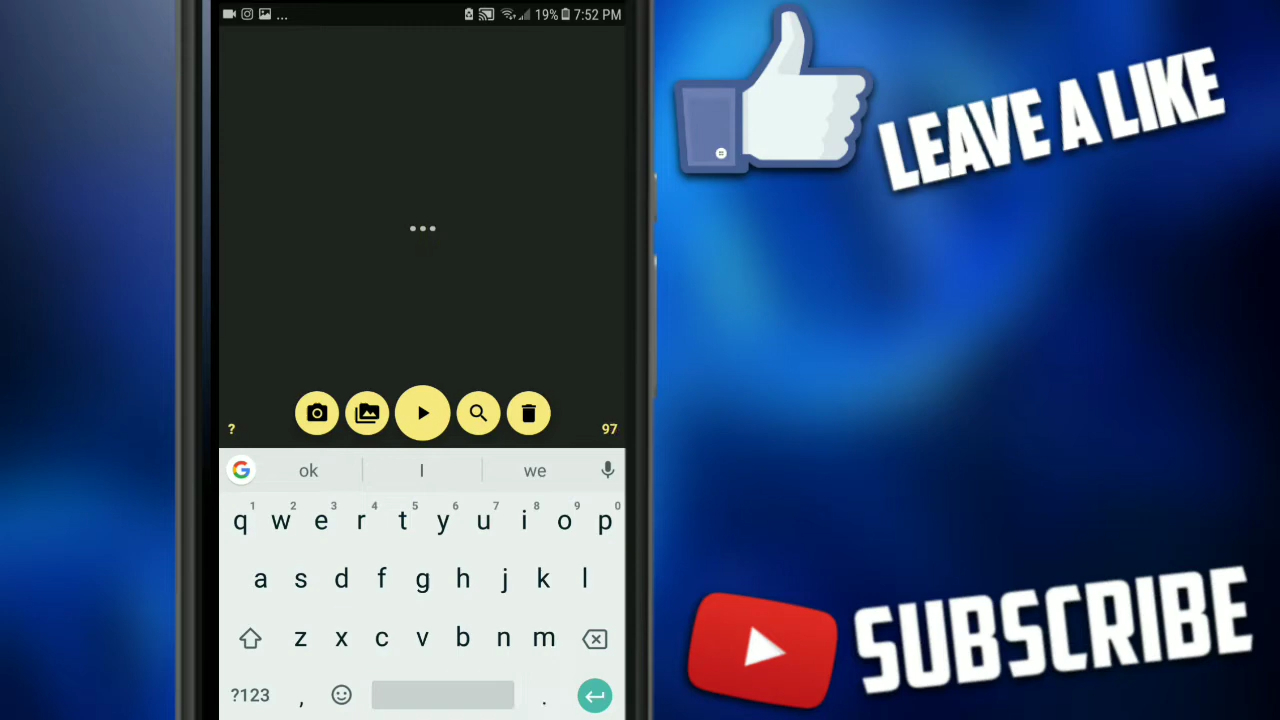 ... 19% 7:52 PM
LEAVE A LIKE
...
? 97
G ok I we
1 2 3 4 5 6 7 8 9 0
q w e r t y u i o p
a s d f g h j k l
z x c v b n m
?123 , .
SUBSCRIBE